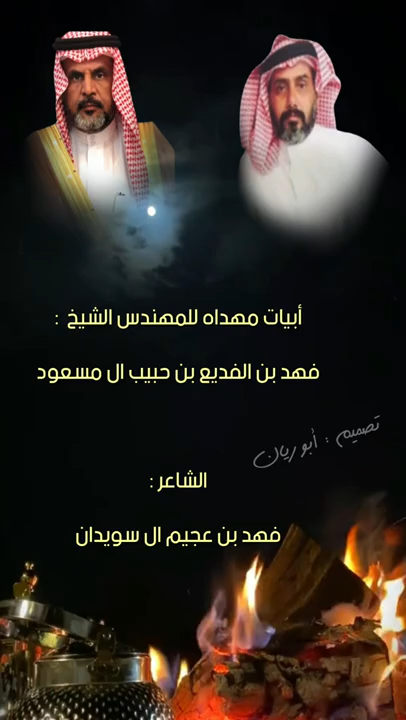 أبيات مهداه للمهندس الشيخ :
فهد بن الفديع بن حبيب ال مسعود
تصميم : أبو ريان
الشاعر :
فهد بن عجيم ال سويدان